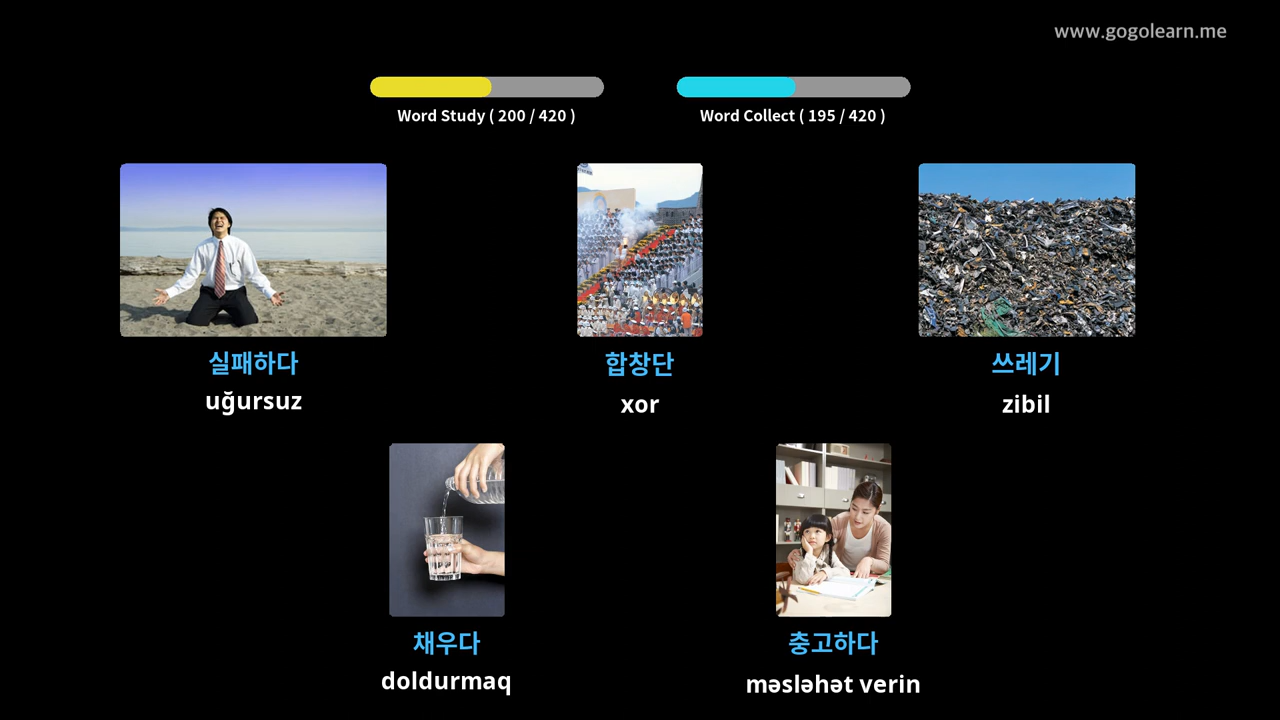 www.gogolearn.me
Word Study ( 200 / 420 )
Word Collect ( 195 / 420 )
실패하다
uğursuz
합창단
xor
쓰레기
zibil
채우다
doldurmaq
충고하다
məsləhət verin